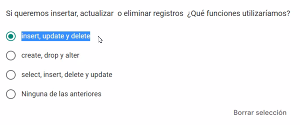 Si queremos insertar, actualizar o eliminar registros ¿Qué funciones utilizaríamos?
insert, update y delete
create, drop y alter
select, insert, delete y update
Ninguna de las anteriores
Borrar selección